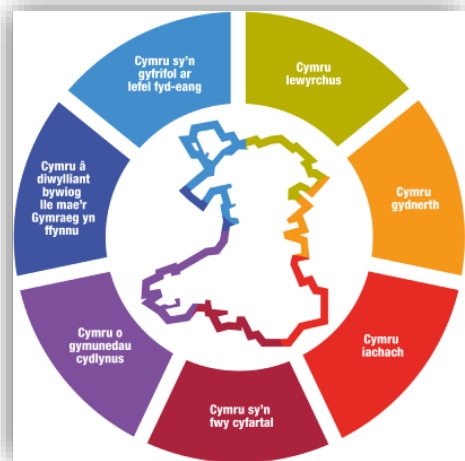 Cymru sy'n
gyfrifol ar
lefel fyd-eang
Cymru
lewyrchus
Cymru
gydnerth
Cymru
iachach
Cymru sy'n
fwy cyfartal
Cymru o
gymunedau
cydlynus
Cymru â
diwylliant
bywiog
lle mae'r
Gymraeg yn
ffynnu